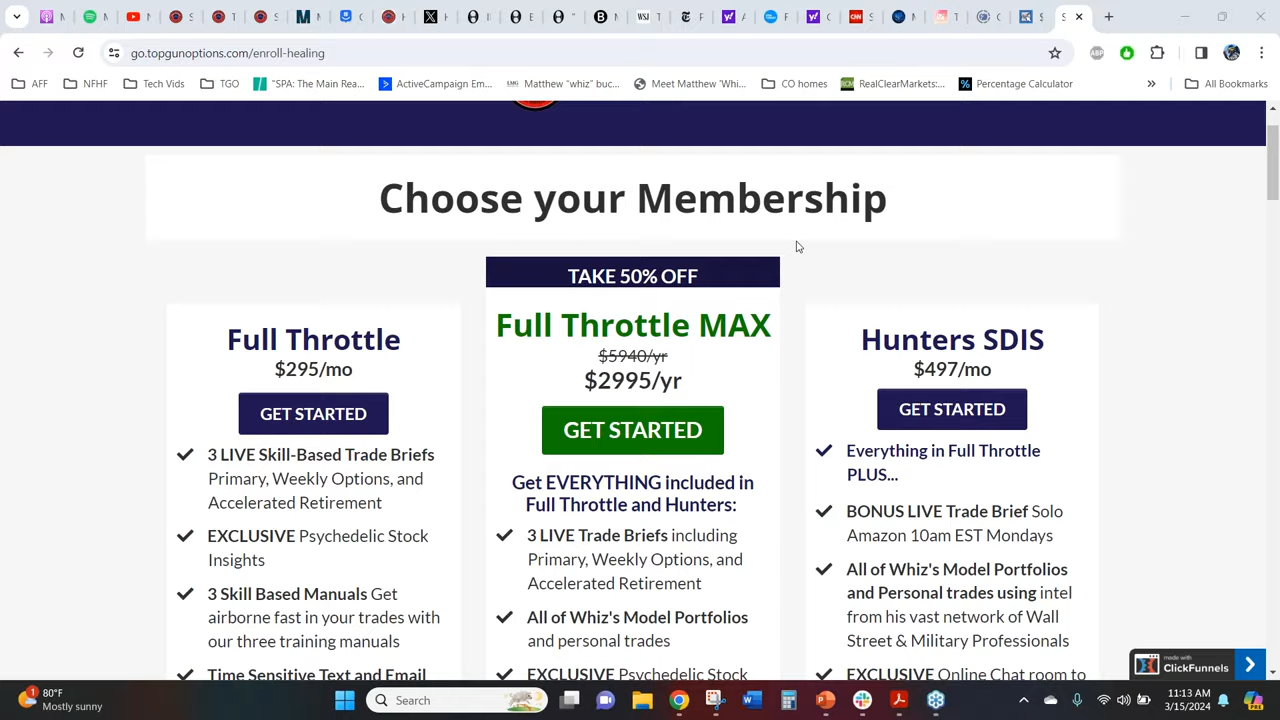 go.topgunoptions.com/enroll-healing
AFF
NFHF
Tech Vids
TGO
"SPA: The Main Rea...
ActiveCampaign Em...
Matthew "whiz" buc...
Meet Matthew 'Whi...
CO homes
RealClearMarkets:...
Percentage Calculator
»
All Bookmarks
Choose your Membership
TAKE 50% OFF
Full Throttle
$295/mo
GET STARTED
3 LIVE Skill-Based Trade Briefs
Primary, Weekly Options, and
Accelerated Retirement
EXCLUSIVE Psychedelic Stock
Insights
3 Skill Based Manuals Get
airborne fast in your trades with
our three training manuals
Time Sensitive Text and Email
Full Throttle MAX
$5940/yr
$2995/yr
GET STARTED
Get EVERYTHING included in
Full Throttle and Hunters:
3 LIVE Trade Briefs including
Primary, Weekly Options, and
Accelerated Retirement
All of Whiz's Model Portfolios
and personal trades
EXCLUSIVE Psychedelic Stock
Hunters SDIS
$497/mo
GET STARTED
Everything in Full Throttle
PLUS...
BONUS LIVE Trade Brief Solo
Amazon 10am EST Mondays
All of Whiz's Model Portfolios
and Personal trades using intel
from his vast network of Wall
Street & Military Professionals
EXCLUSIVE Online Chat room to
made with
ClickFunnels
1
80°F
Mostly sunny
Search
11:13 AM
3/15/2024